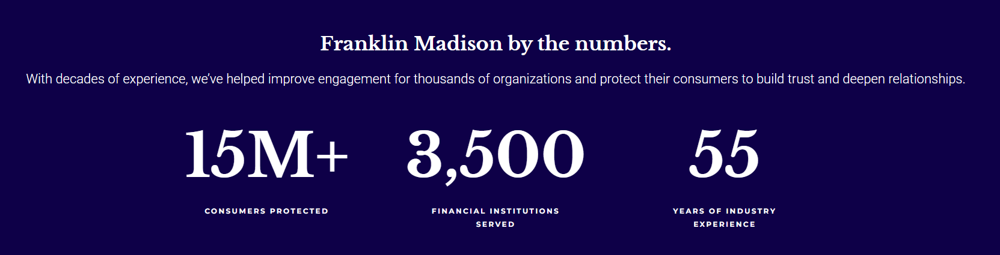 Franklin Madison by the numbers.
With decades of experience, we’ve helped improve engagement for thousands of organizations and protect their consumers to build trust and deepen relationships.
15M+
CONSUMERS PROTECTED
3,500
FINANCIAL INSTITUTIONS
SERVED
55
YEARS OF INDUSTRY
EXPERIENCE